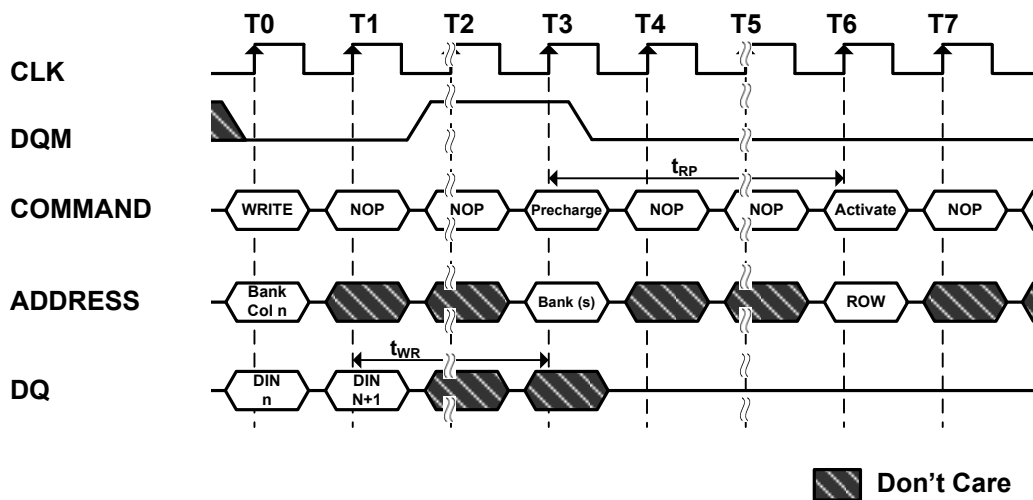 T0 T1 T2 T3 T4 T5 T6 T7
CLK
DQM
tRP
COMMAND WRITE NOP NOP Precharge NOP NOP Activate NOP
ADDRESS Bank Col n Bank (s) ROW
tWR
DQ DIN n DIN N+1
Don't Care